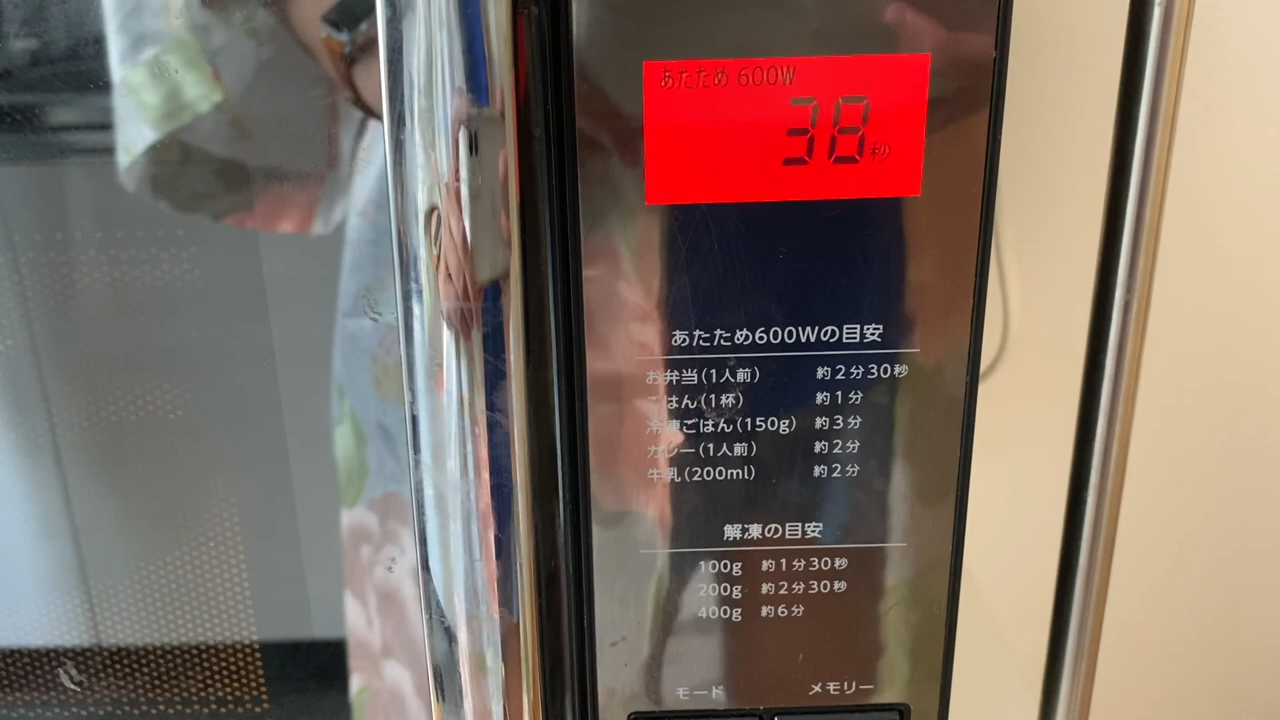 あたため 600W
38秒
あたため600Wの目安
お弁当(1人前) 約2分30秒
ごはん(1杯) 約1分
冷凍ごはん(150g) 約3分
カレー(1人前) 約2分
牛乳(200ml) 約2分
解凍の目安
100g 約1分30秒
200g 約2分30秒
400g 約6分
モード メモリー